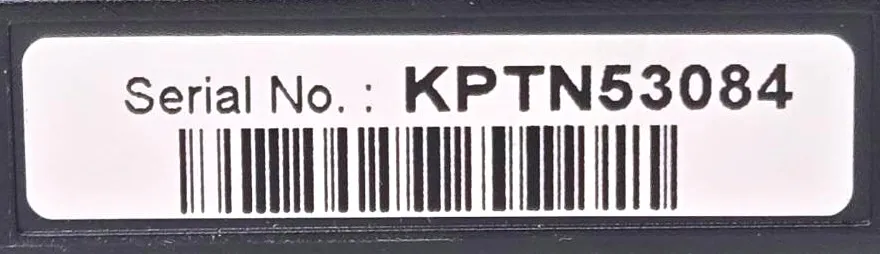 Serial No. : KPTN53084